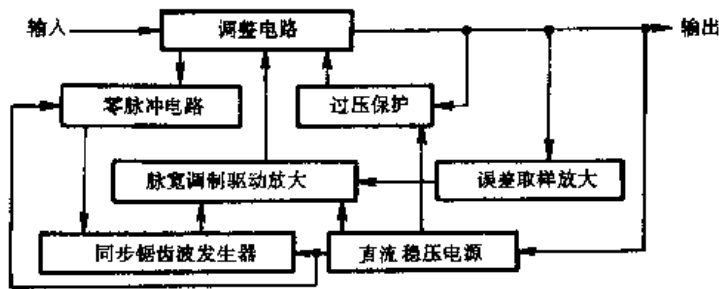 输入
调整电路
输出
零脉冲电路
过压保护
脉宽调制驱动放大
误差取样放大
同步锯齿波发生器
直流稳压电源